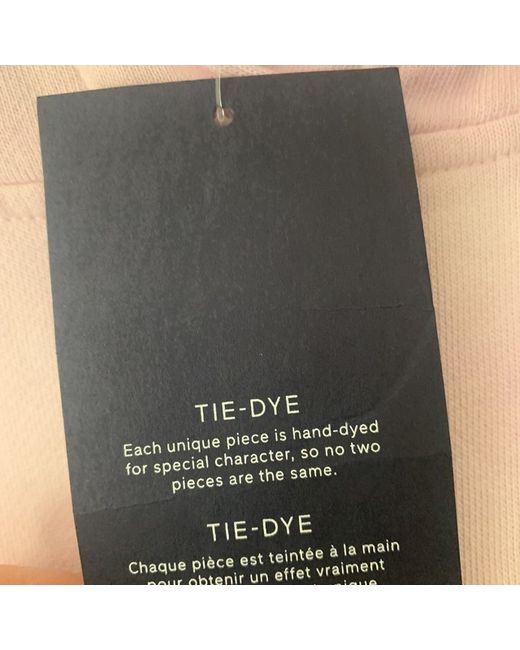 TIE-DYE
Each unique piece is hand-dyed
for special character, so no two
pieces are the same.
TIE-DYE
Chaque pièce est teintée à la main
pour obtenir un effet vraiment